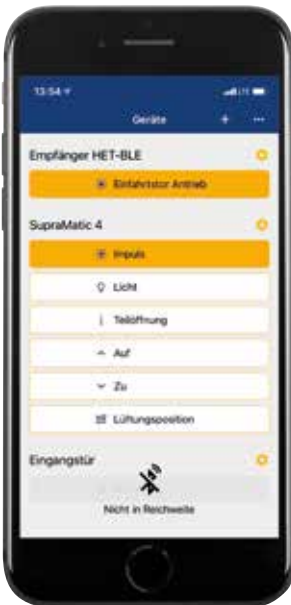 13:54
LTE
Geräte
Empfänger HET-BLE
Einfahrtstor Antrieb
SupraMatic 4
Impuls
Licht
Teilöffnung
Auf
Zu
Lüftungsposition
Eingangstür
Nicht in Reichweite